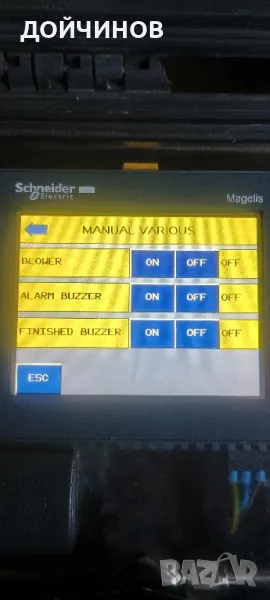 дойчинов
Schneider
Electric
Magelis
MANUAL VARIOUS
BLOWER ON OFF OFF
ALARM BUZZER ON OFF OFF
FINISHED BUZZER ON OFF OFF
ESC
BAZAR